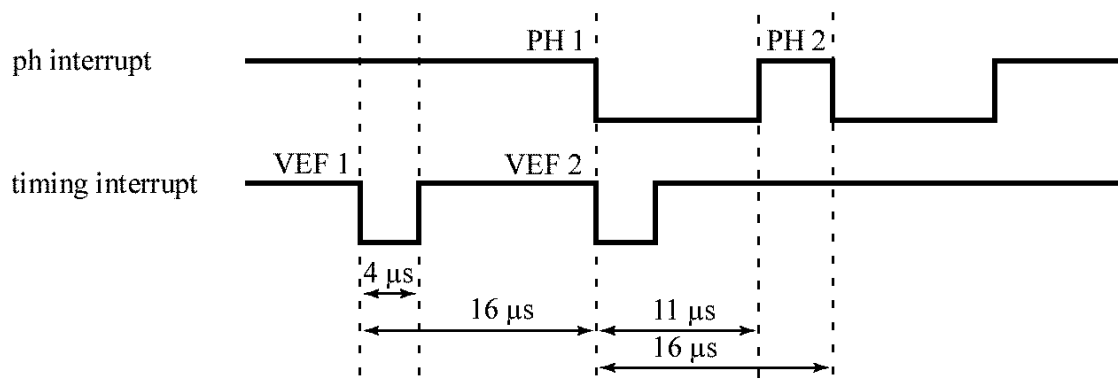 PH 1 PH 2
ph interrupt
VEF 1 VEF 2
timing interrupt
4 μs
16 μs 11 μs
16 μs